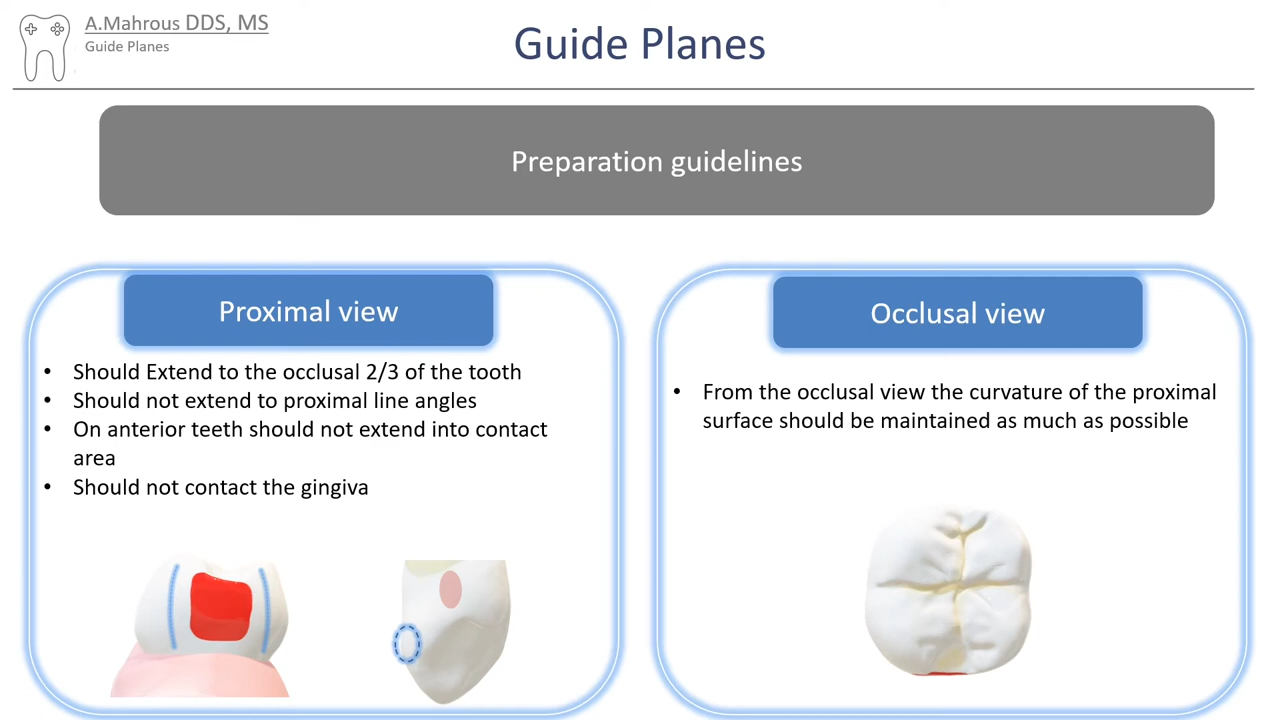 A.Mahrous DDS, MS
Guide Planes
Guide Planes
Preparation guidelines
Proximal view
• Should Extend to the occlusal 2/3 of the tooth
• Should not extend to proximal line angles
• On anterior teeth should not extend into contact
area
• Should not contact the gingiva
Occlusal view
• From the occlusal view the curvature of the proximal
surface should be maintained as much as possible